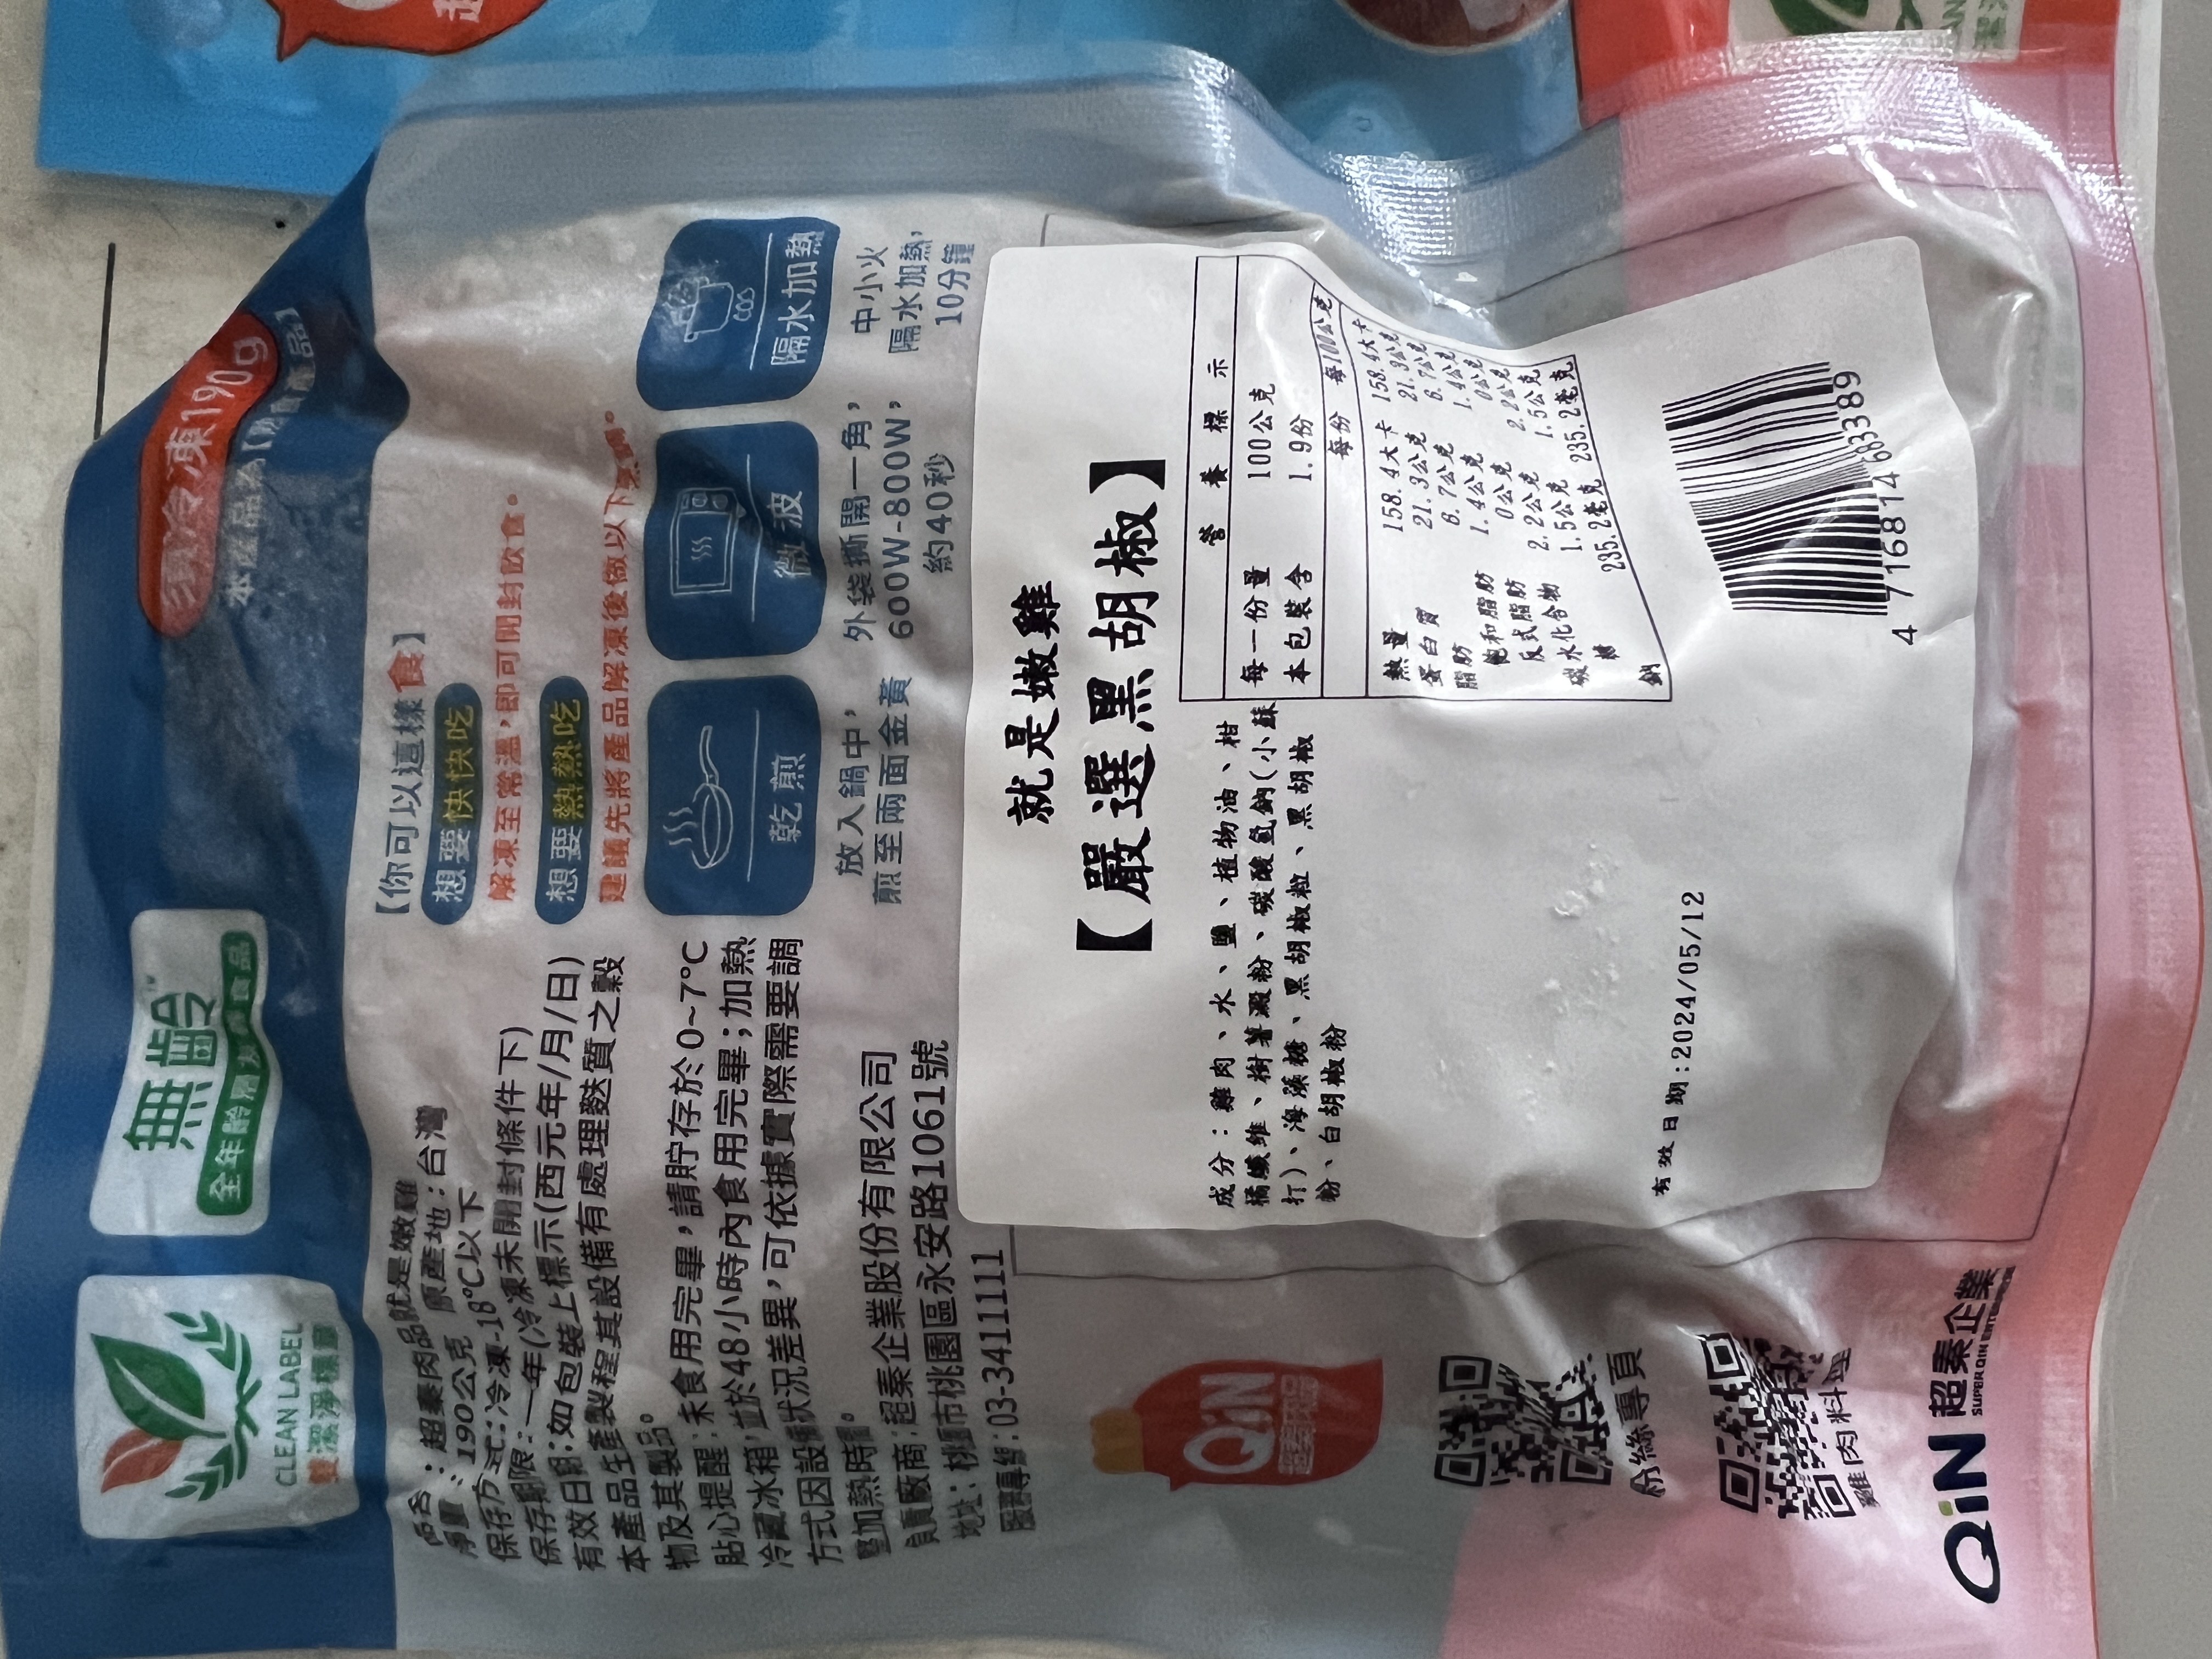 CLEAN LABEL
雙潔淨標章
無齡
全年齡層友善食品
急速冷凍190g
本產品為【熟食產品】
品名：超秦肉品就是嫩雞
淨量：190公克 原產地：台灣
保存方式：冷凍-18℃以下
保存期限：一年(冷凍未開封條件下)
有效日期：如包裝上標示(西元年/月/日)
本產品生產製程其設備有處理麩質之穀
物及其製品。
貼心提醒：未食用完畢，請貯存於0~7℃
冷藏冰箱，並於48小時內食用完畢；加熱
方式因設備狀況差異，可依據實際需要調
整加熱時間。
負責廠商：超秦企業股份有限公司
地址：桃園市桃園區永安路1061號
服務專線：03-3411111
【你可以這樣食】
想要快快吃
解凍至常溫，即可開封飲食。
想要熱熱吃
建議先將產品解凍後做以下烹調。
乾煎
放入鍋中，
煎至兩面金黃
微波
外袋撕開一角，
600W-800W，
約40秒
隔水加熱
中小火
隔水加熱，
10分鐘
就是嫩雞
【嚴選黑胡椒】
成分：雞肉、水、鹽、植物油、柑
橘纖維、樹薯澱粉、碳酸氫鈉(小蘇
打)、海藻糖、黑胡椒粒、黑胡椒
粉、白胡椒粉
營養標示
每一份量 100公克
本包裝含 1.9份
每份 每100公克
熱量 158.4大卡 158.4大卡
蛋白質 21.3公克 21.3公克
脂肪 6.7公克 6.7公克
飽和脂肪 1.4公克 1.4公克
反式脂肪 0公克 0公克
碳水化合物 2.2公克 2.2公克
糖 1.5公克 1.5公克
鈉 235.2毫克 235.2毫克
有效日期:2024/05/12
4 716814 683389
QiN
超秦肉品
粉絲專頁
雞肉料理
QiN 超秦企業
SUPER QIN ENTERPRISE